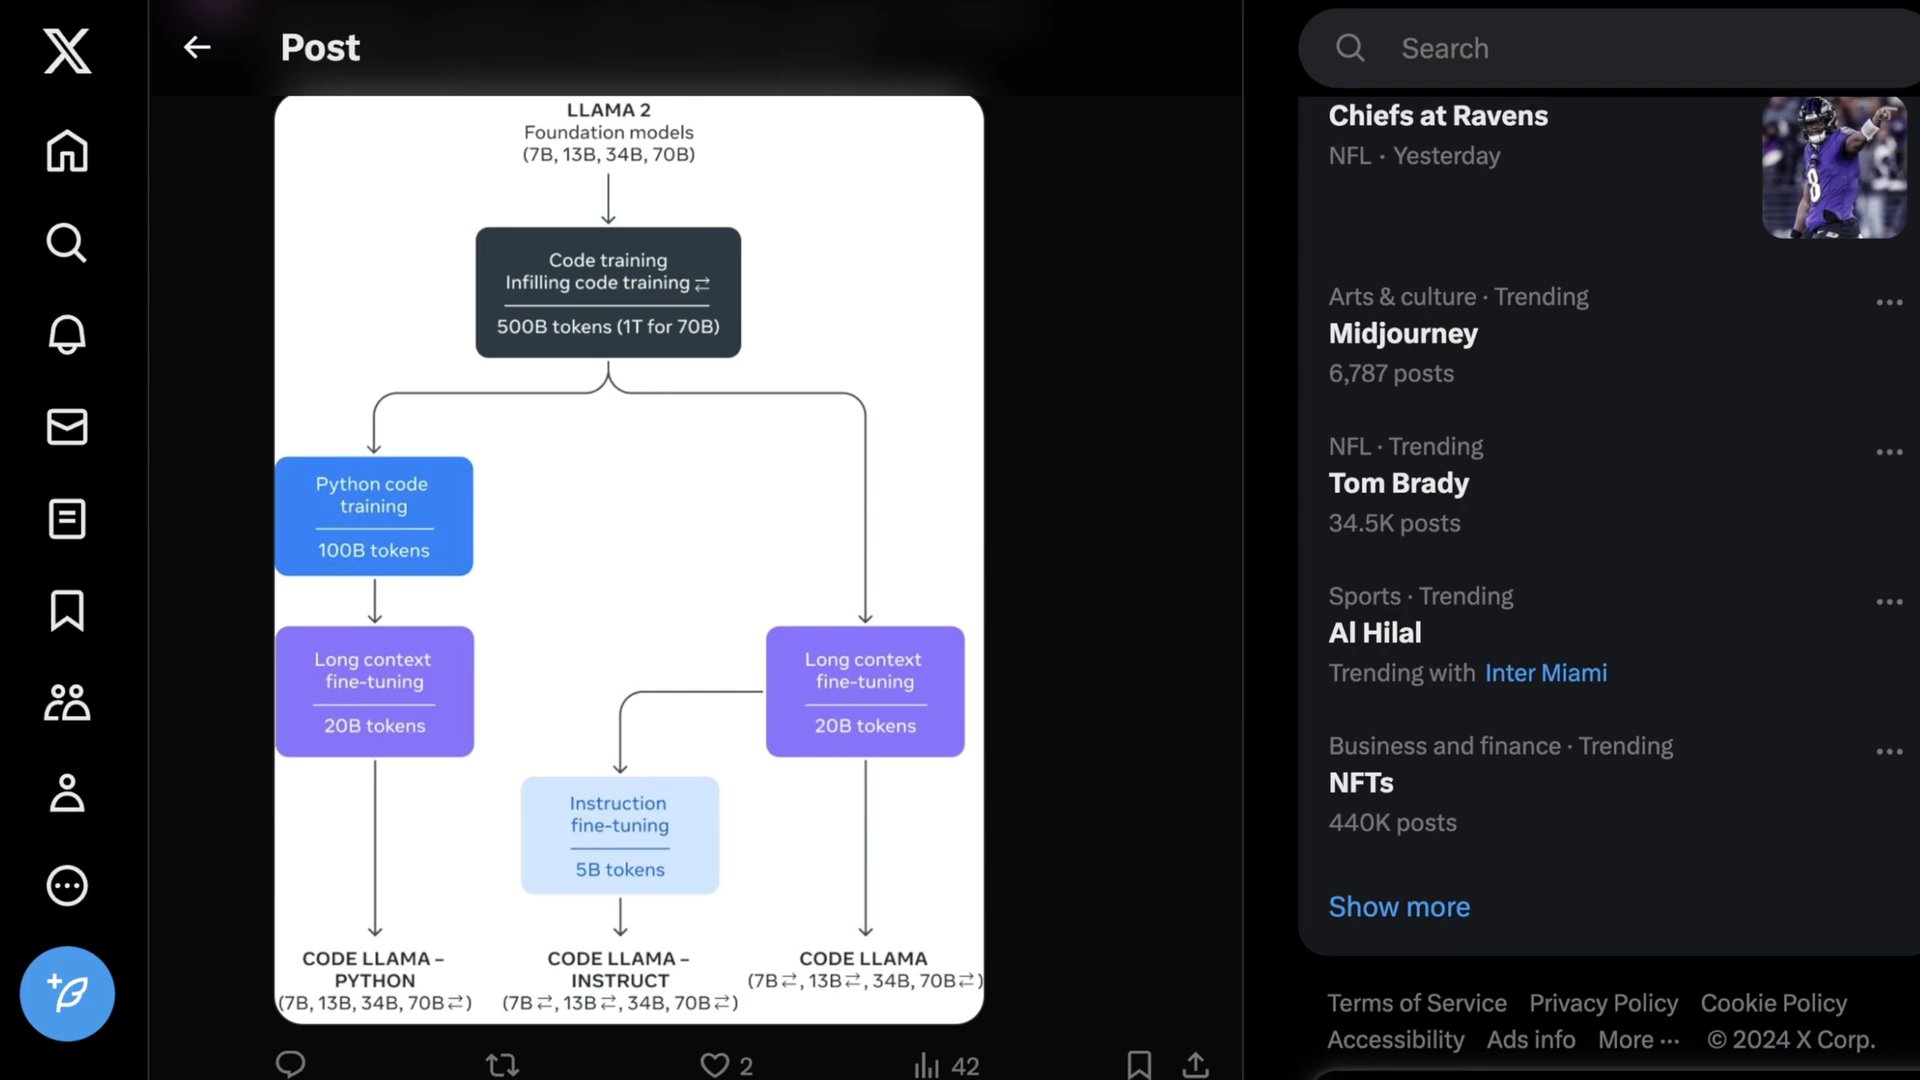 Post
LLAMA 2
Foundation models
(7B, 13B, 34B, 70B)
Code training
Infilling code training ⇄
500B tokens (1T for 70B)
Python code
training
100B tokens
Long context
fine-tuning
20B tokens
Long context
fine-tuning
20B tokens
Instruction
fine-tuning
5B tokens
CODE LLAMA –
PYTHON
(7B, 13B, 34B, 70B⇄)
CODE LLAMA –
INSTRUCT
(7B⇄, 13B⇄, 34B, 70B⇄)
CODE LLAMA
(7B⇄, 13B⇄, 34B, 70B⇄)
2
42
Search
Chiefs at Ravens
NFL · Yesterday
8
Arts & culture · Trending
Midjourney
6,787 posts
NFL · Trending
Tom Brady
34.5K posts
Sports · Trending
Al Hilal
Trending with Inter Miami
Business and finance · Trending
NFTs
440K posts
Show more
Terms of Service Privacy Policy Cookie Policy
Accessibility Ads info More ··· © 2024 X Corp.